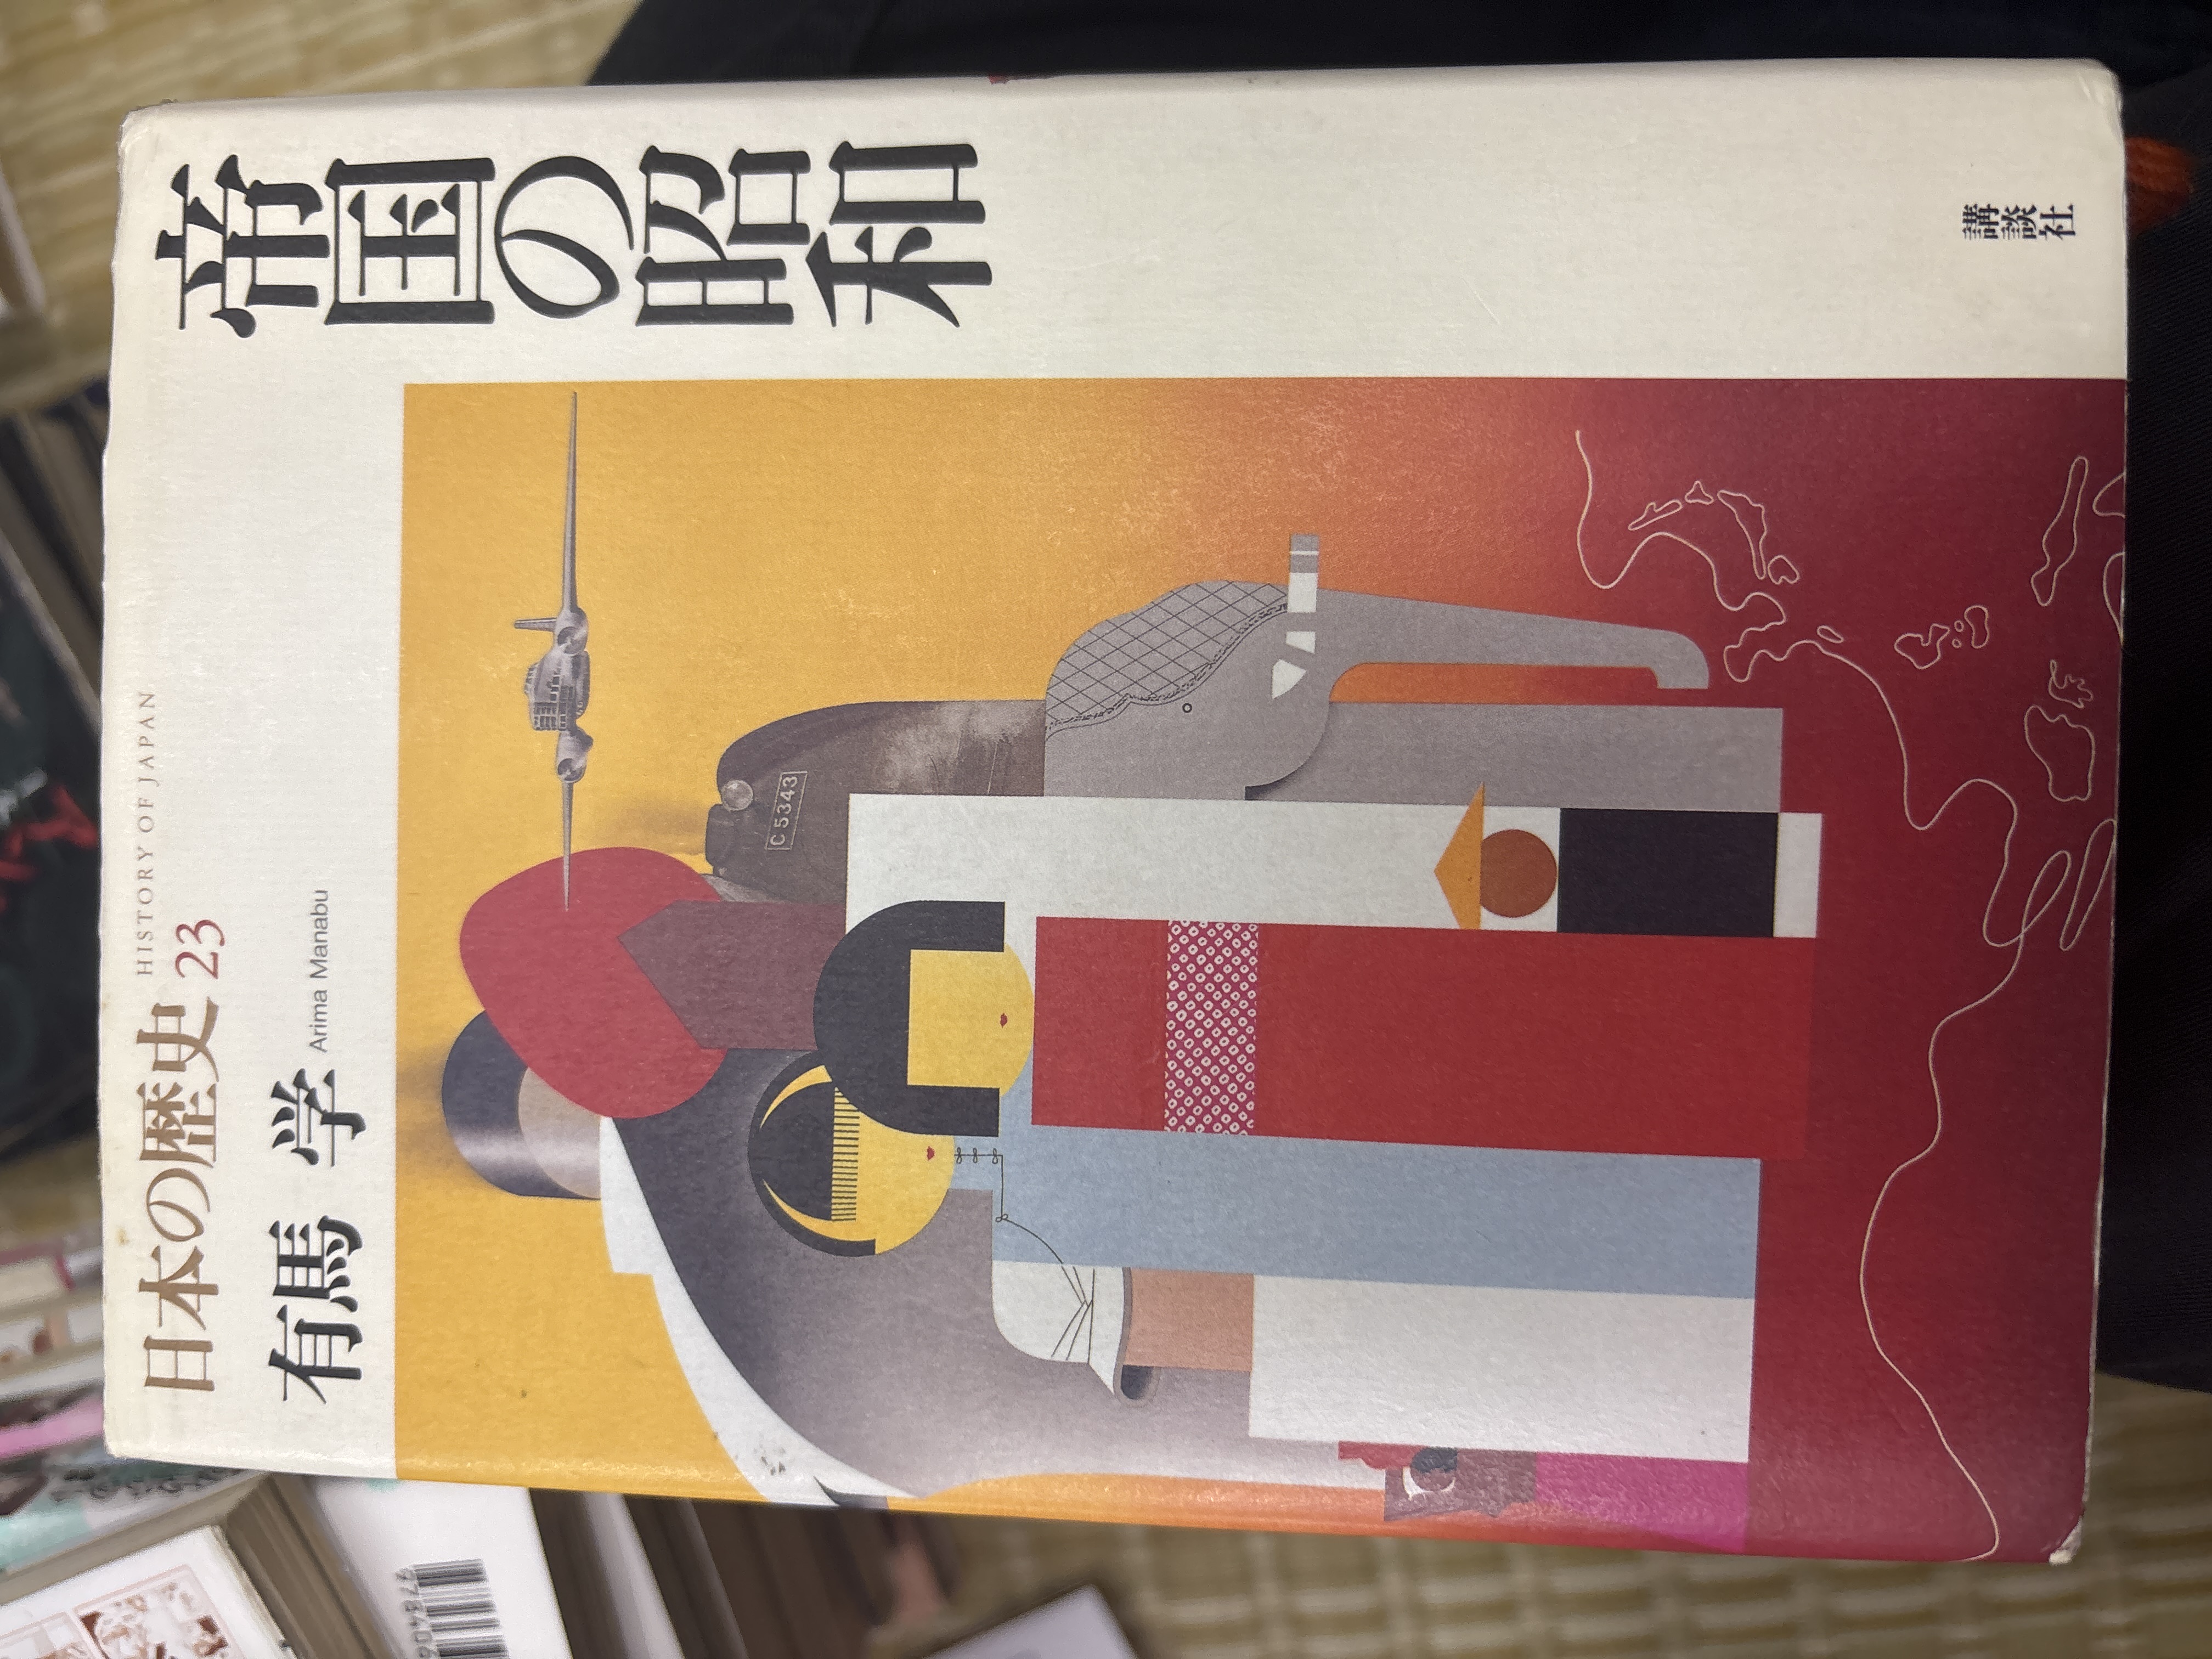 日本の歴史 23
HISTORY OF JAPAN
有馬 学
Arima Manabu
帝国の昭和
C5343
講談社